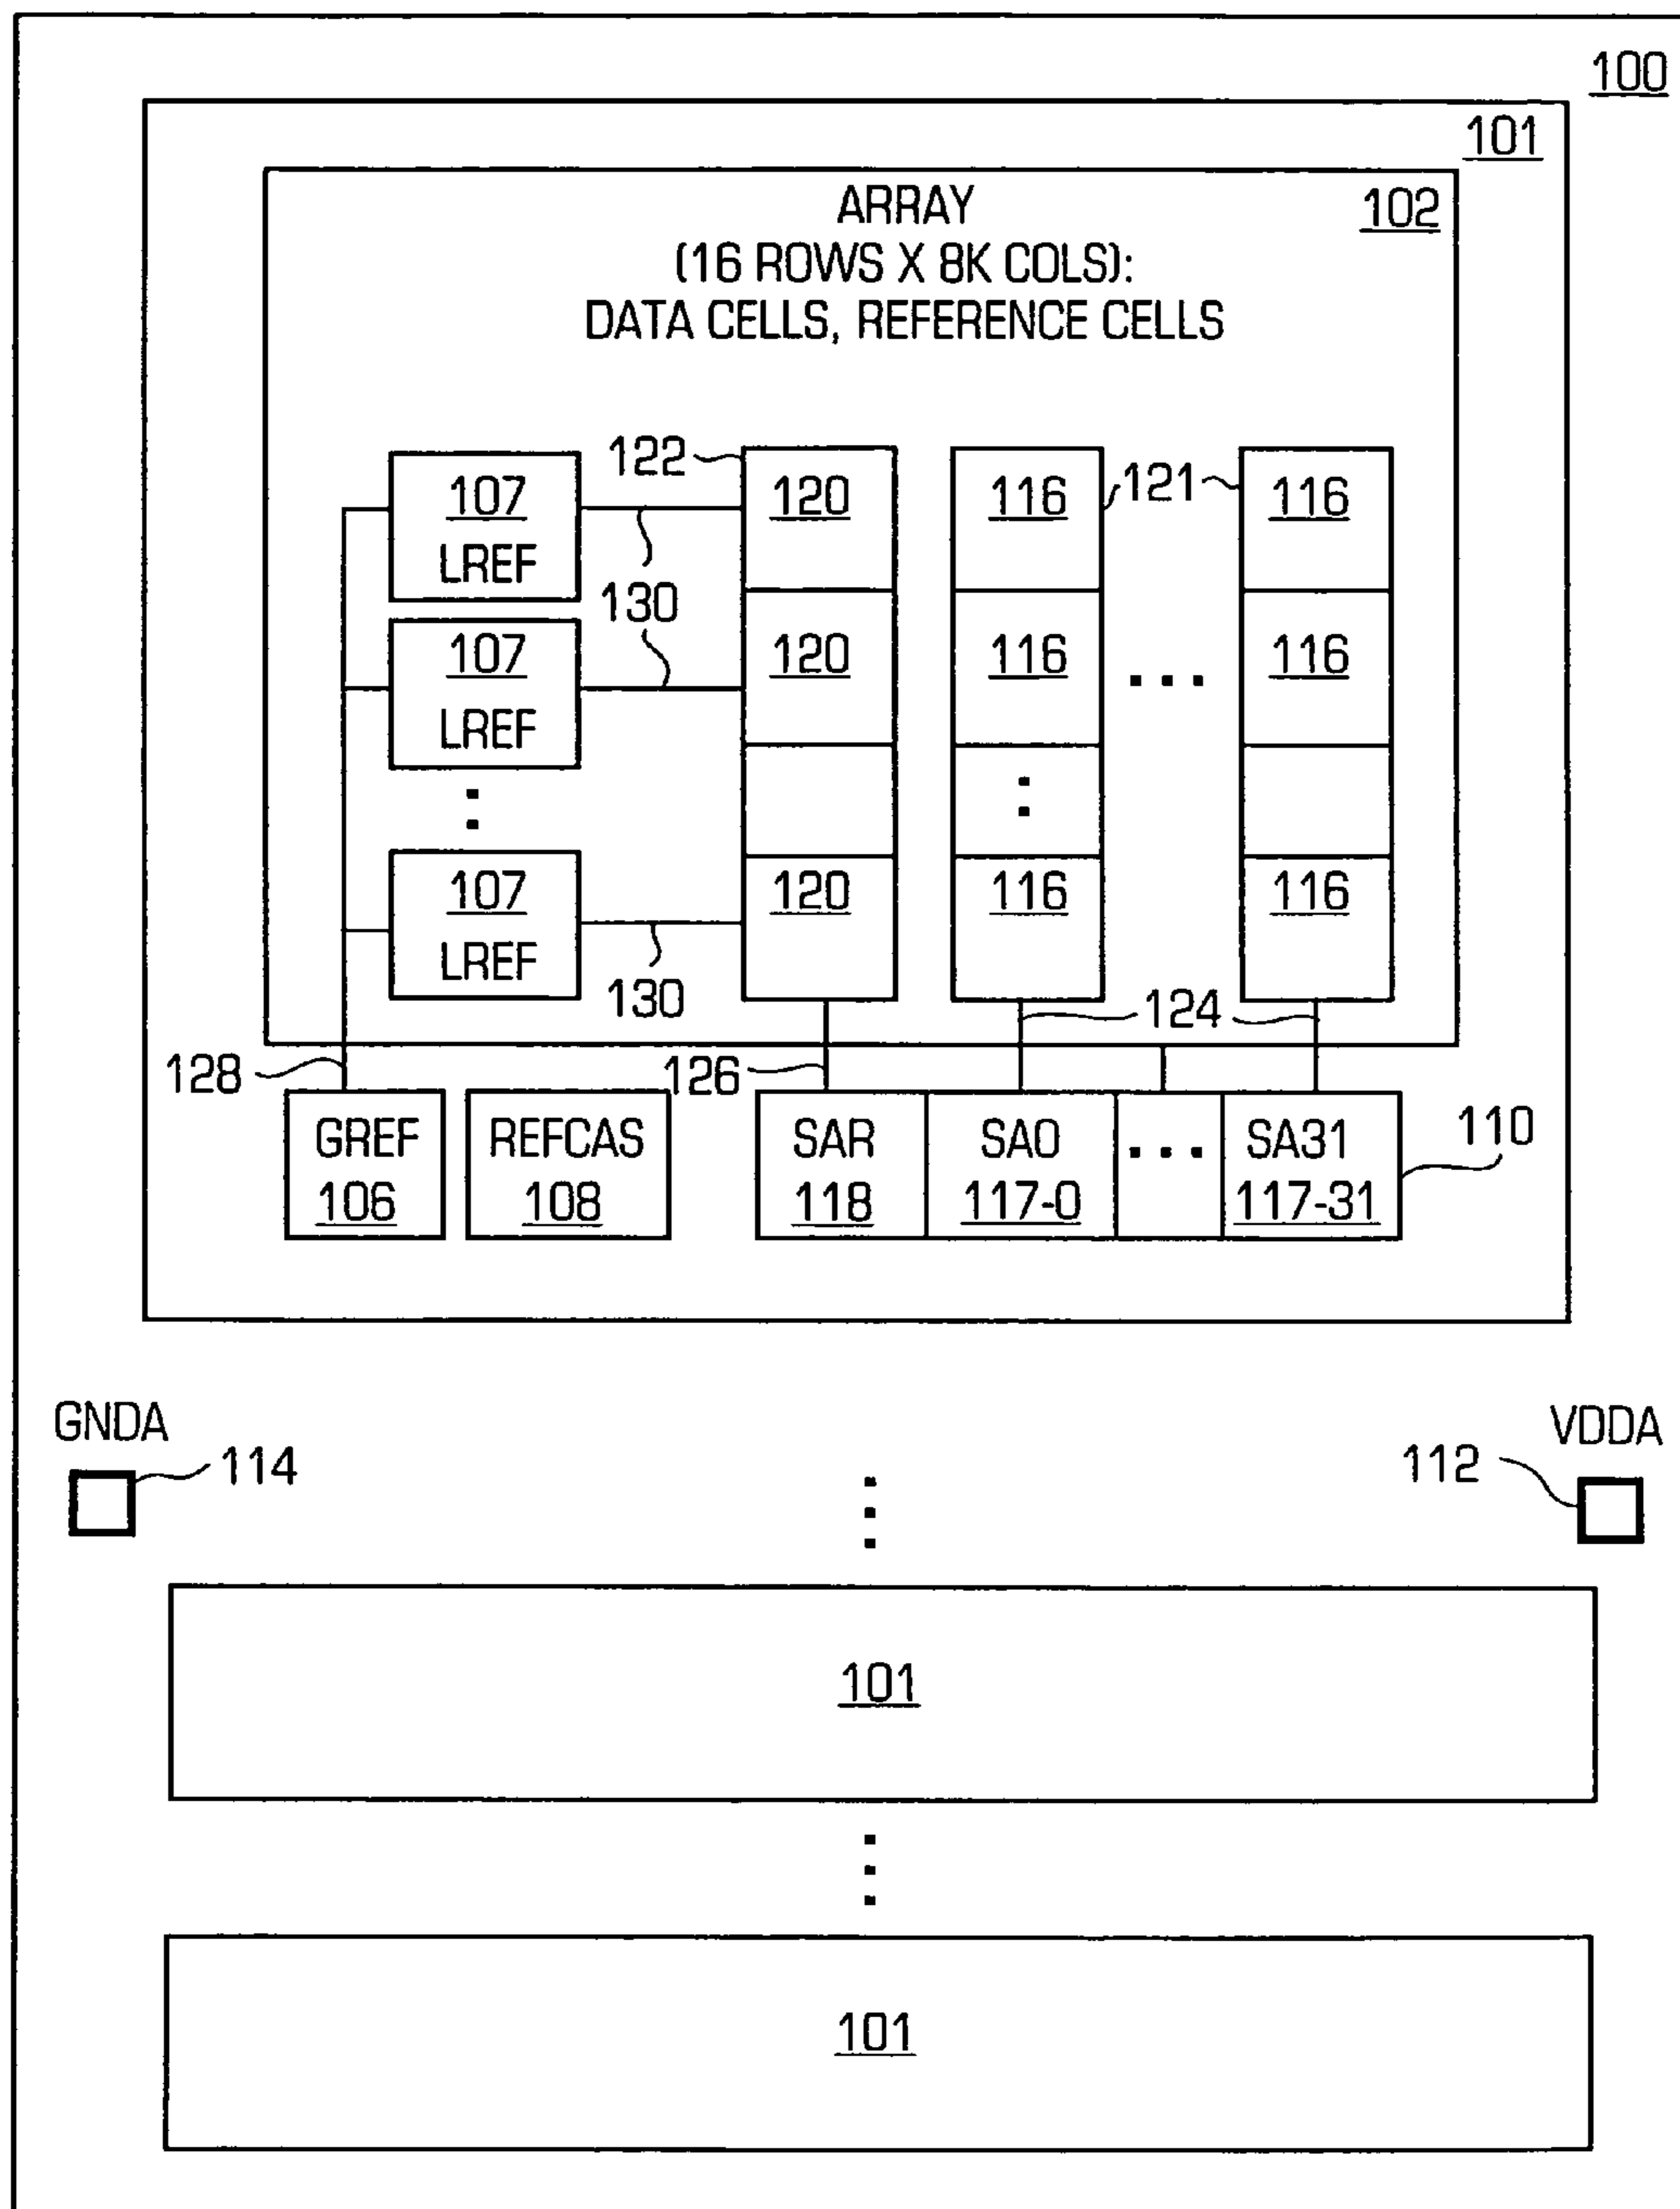 100
101
102
ARRAY
(16 ROWS X 8K COLS):
DATA CELLS, REFERENCE CELLS
122
121
107
LREF
120
116
116
130
107
LREF
120
116
116
107
LREF
120
116
116
130
124
128
126
GREF
106
REFCAS
108
SAR
118
SA0
117-0
SA31
117-31
110
GNDA
114
VDDA
112
101
101